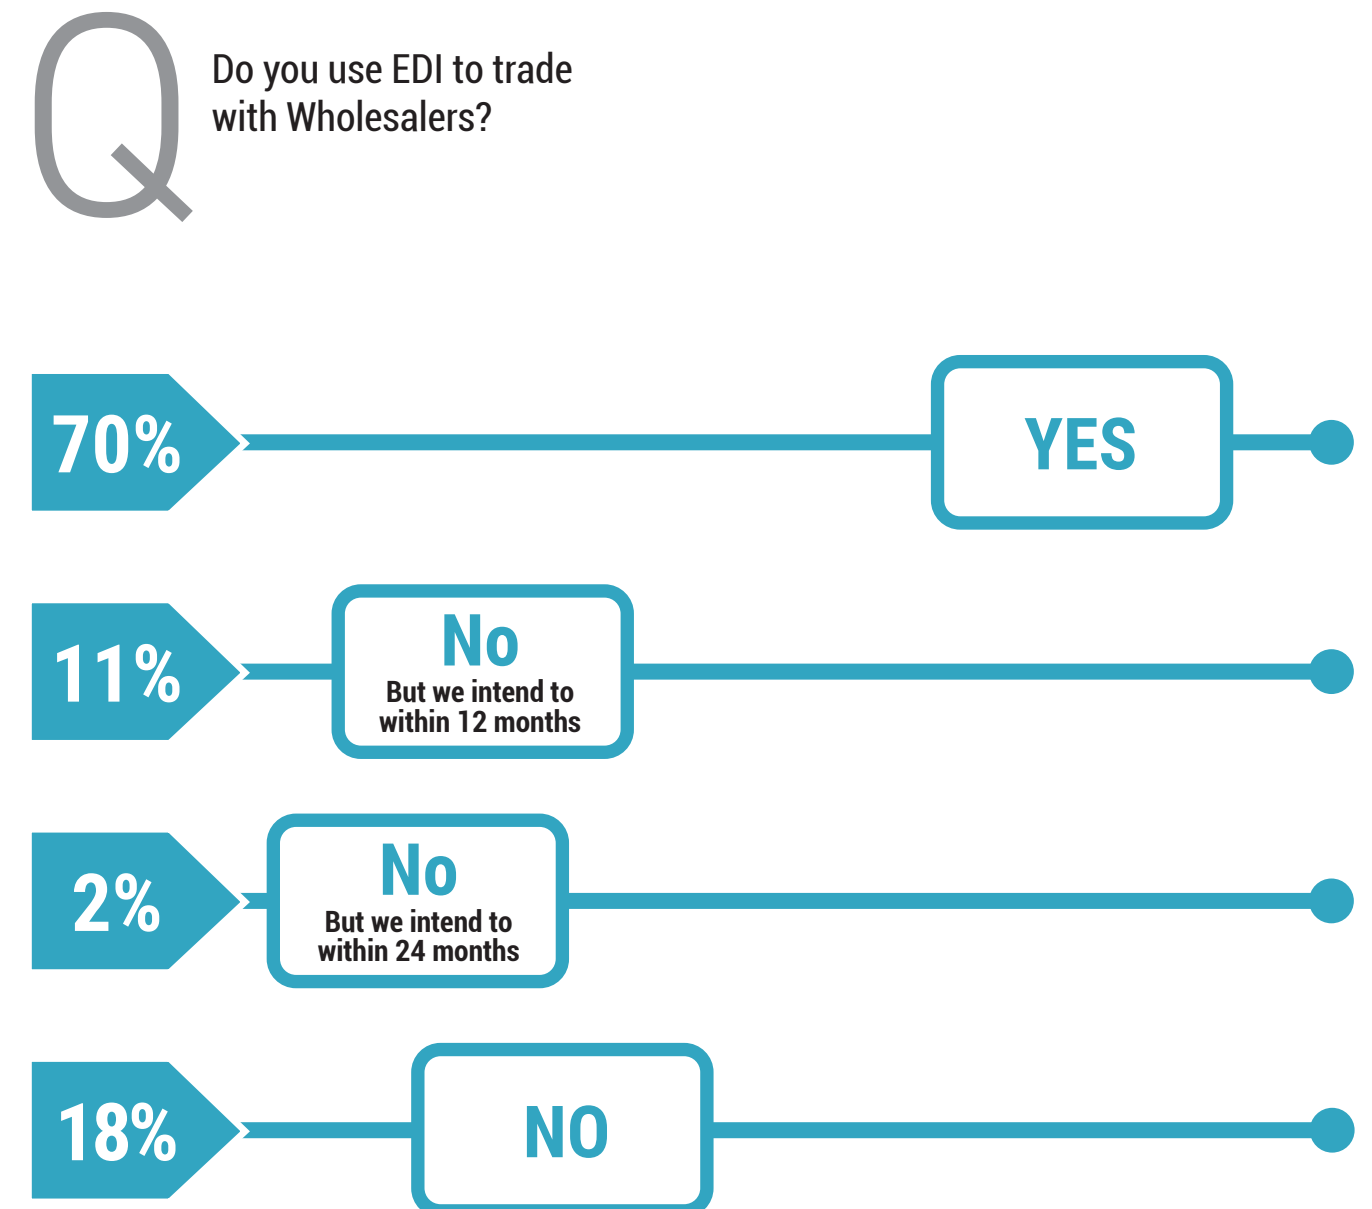 Q
Do you use EDI to trade
with Wholesalers?
70%
YES
11%
No
But we intend to
within 12 months
2%
No
But we intend to
within 24 months
18%
NO